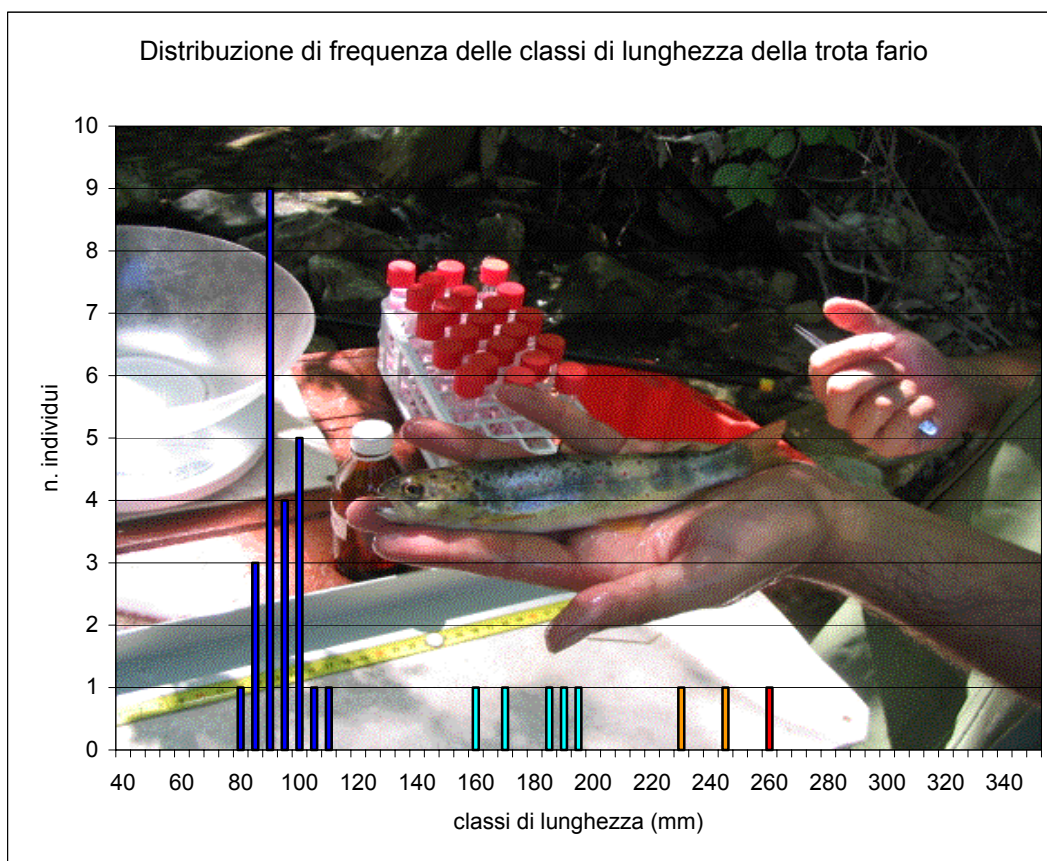 Distribuzione di frequenza delle classi di lunghezza della trota fario
10
9
8
7
6
5
4
3
2
1
0
n. individui
40 60 80 100 120 140 160 180 200 220 240 260 280 300 320 340
classi di lunghezza (mm)